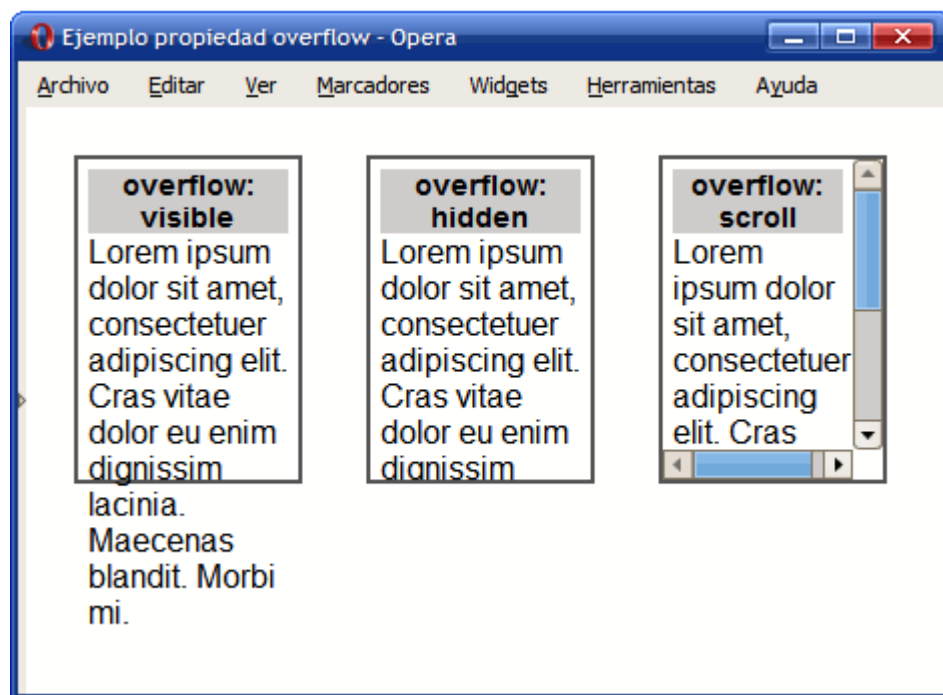 Ejemplo propiedad overflow - Opera
Archivo Editar Ver Marcadores Widgets Herramientas Ayuda
overflow:
visible
Lorem ipsum
dolor sit amet,
consectetuer
adipiscing elit.
Cras vitae
dolor eu enim
dignissim
lacinia.
Maecenas
blandit. Morbi
mi.
overflow:
hidden
Lorem ipsum
dolor sit amet,
consectetuer
adipiscing elit.
Cras vitae
dolor eu enim
dignissim
overflow:
scroll
Lorem
ipsum dolor
sit amet,
consectetuer
adipiscing
elit. Cras